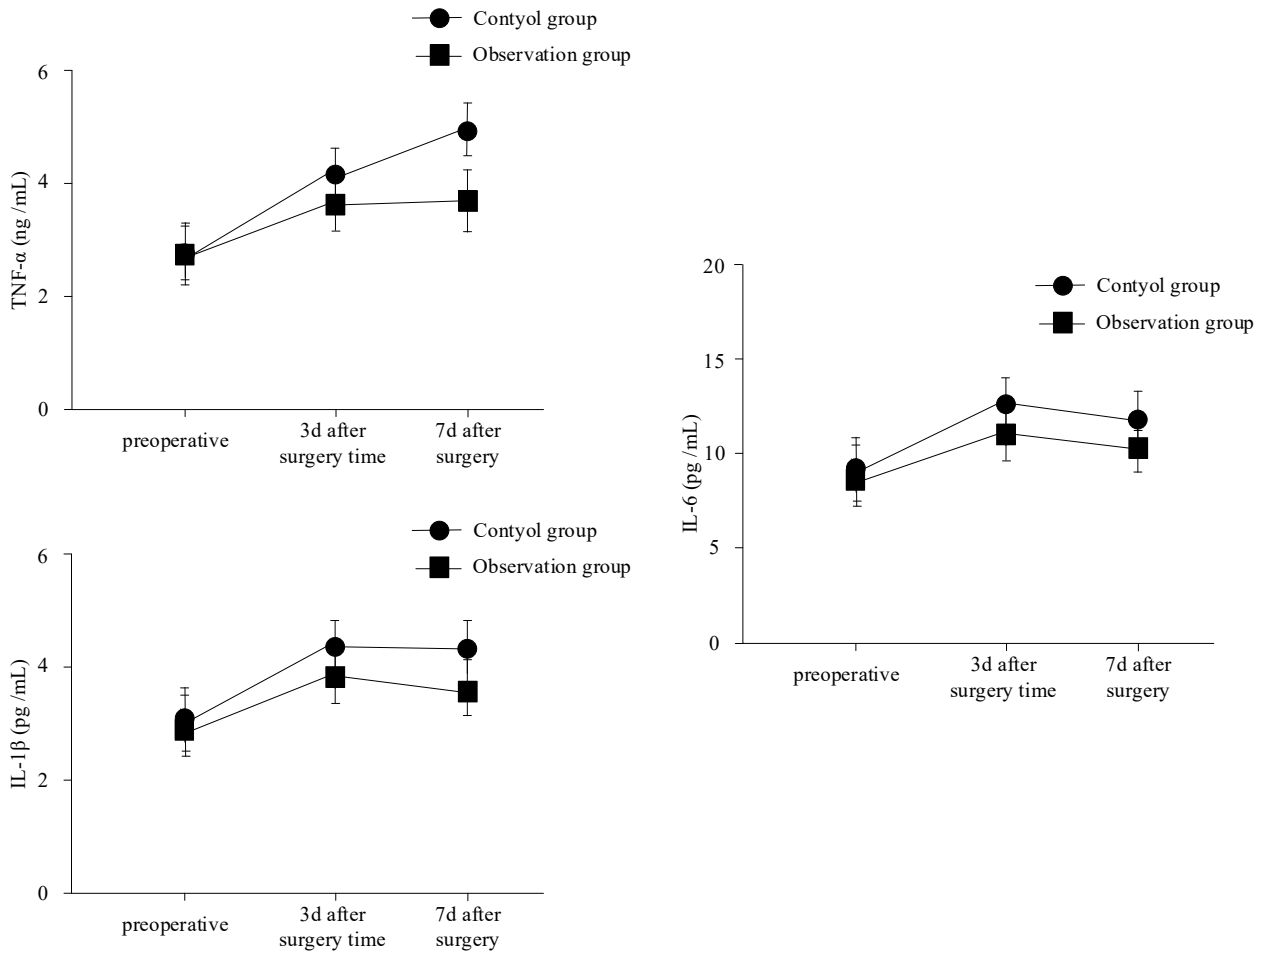 Contyol group
Observation group
6
4
2
0
TNF-α (ng /mL)
preoperative
3d after
surgery time
7d after
surgery
Contyol group
Observation group
6
4
2
0
IL-1β (pg /mL)
preoperative
3d after
surgery time
7d after
surgery
Contyol group
Observation group
20
15
10
5
0
IL-6 (pg /mL)
preoperative
3d after
surgery time
7d after
surgery